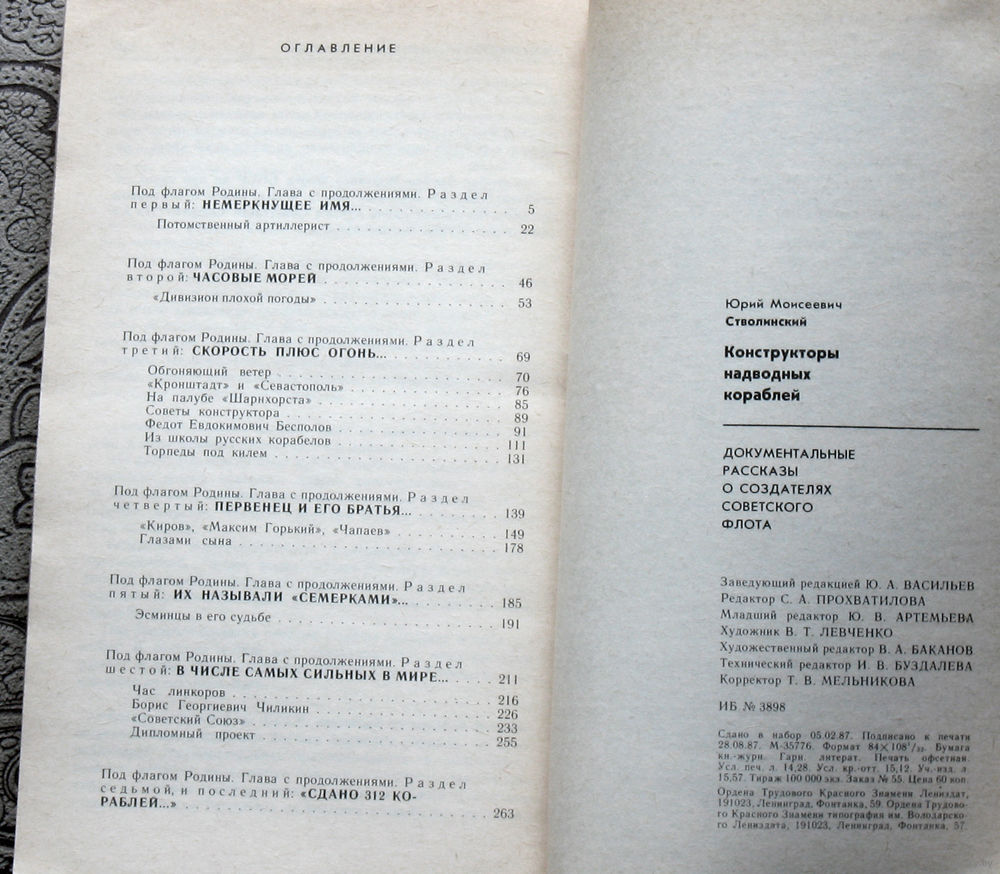 ОГЛАВЛЕНИЕ
Под флагом Родины. Глава с продолжениями. Раздел
первый: НЕМЕРКНУЩЕЕ ИМЯ... 5
Потомственный артиллерист 22
Под флагом Родины. Глава с продолжениями. Раздел
второй: ЧАСОВЫЕ МОРЕЙ 46
«Дивизион плохой погоды» 53
Под флагом Родины. Глава с продолжениями. Раздел
третий: СКОРОСТЬ ПЛЮС ОГОНЬ... 69
Обгоняющий ветер 70
«Кронштадт» и «Севастополь» 76
На палубе «Шарнхорста» 85
Советы конструктора 89
Федот Евдокимович Бесполов 91
Из школы русских корабелов 111
Торпеды под килем 131
Под флагом Родины. Глава с продолжениями. Раздел
четвертый: ПЕРВЕНЕЦ И ЕГО БРАТЬЯ... 139
«Киров», «Максим Горький», «Чапаев» 149
Глазами сына 178
Под флагом Родины. Глава с продолжениями. Раздел
пятый: ИХ НАЗЫВАЛИ «СЕМЕРКАМИ»... 185
Эсминцы в его судьбе 191
Под флагом Родины. Глава с продолжениями. Раздел
шестой: В ЧИСЛЕ САМЫХ СИЛЬНЫХ В МИРЕ... 211
Час линкоров 216
Борис Георгиевич Чиликин 226
«Советский Союз» 233
Дипломный проект 255
Под флагом Родины. Глава с продолжениями. Раздел
седьмой, и последний: «СДАНО 312 КО-
РАБЛЕЙ...» 263
Юрий Моисеевич
Стволинский
Конструкторы
надводных
кораблей
ДОКУМЕНТАЛЬНЫЕ
РАССКАЗЫ
О СОЗДАТЕЛЯХ
СОВЕТСКОГО
ФЛОТА
Заведующий редакцией Ю. А. ВАСИЛЬЕВ
Редактор С. А. ПРОХВАТИЛОВА
Младший редактор Ю. В. АРТЕМЬЕВА
Художник В. Т. ЛЕВЧЕНКО
Художественный редактор В. А. БАКАНОВ
Технический редактор И. В. БУЗДАЛЕВА
Корректор Т. В. МЕЛЬНИКОВА
ИБ № 3898
Сдано в набор 05.02.87. Подписано к печати
28.08.87. М-35776. Формат 84×108¹/₃₂. Бумага
кн.-журн. Гарн. литерат. Печать офсетная.
Усл. печ. л. 14,28. Усл. кр.-отт. 15,12. Уч.-изд. л.
15,57. Тираж 100 000 экз. Заказ № 55. Цена 60 коп.
Ордена Трудового Красного Знамени Лениздат,
191023, Ленинград, Фонтанка, 59. Ордена Трудово-
го Красного Знамени типография им. Володарско-
го Лениздата, 191023, Ленинград, Фонтанка, 57.